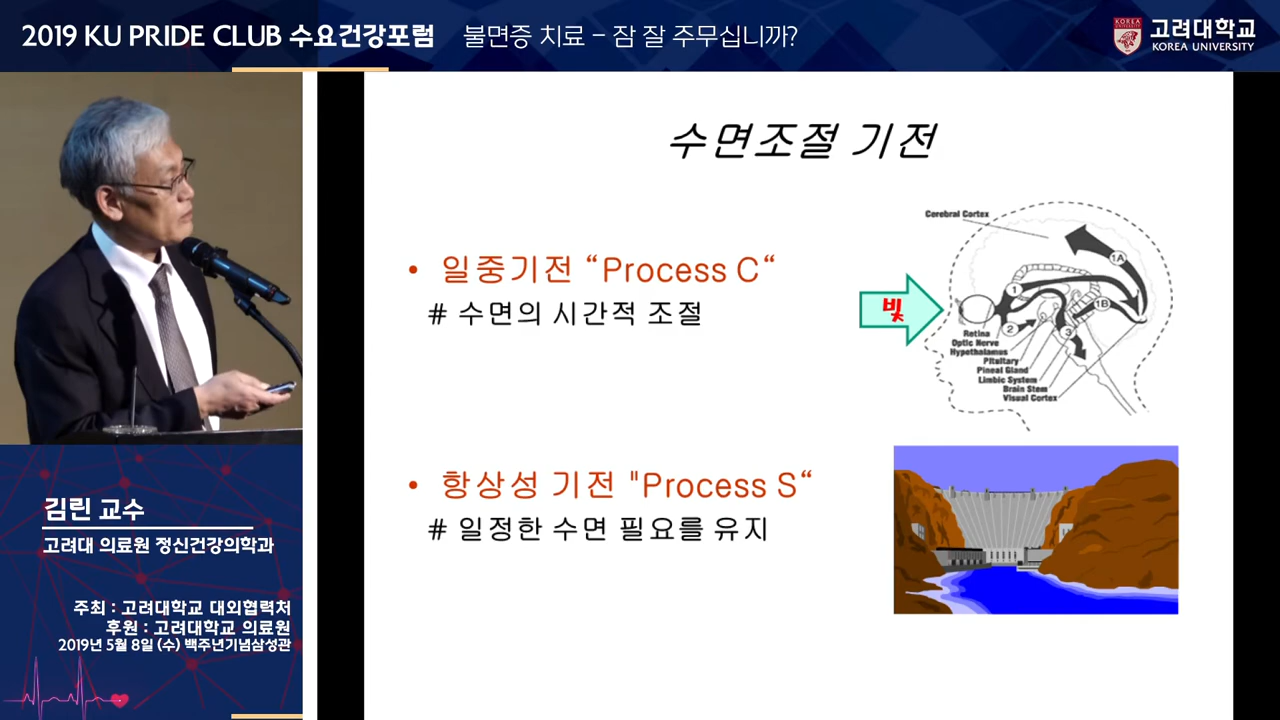 2019 KU PRIDE CLUB 수요건강포럼 불면증 치료 – 잠 잘 주무십니까?
KOREA
고려대학교
KOREA UNIVERSITY
수면조절 기전
• 일중기전 “Process C“
# 수면의 시간적 조절
빛
Cerebral Cortex
1A
1
1B
2
3
Retina
Optic Nerve
Hypothalamus
Pituitary
Pineal Gland
Limbic System
Brain Stem
Visual Cortex
• 항상성 기전 "Process S“
# 일정한 수면 필요를 유지
김린 교수
고려대 의료원 정신건강의학과
주최 : 고려대학교 대외협력처
후원 : 고려대학교 의료원
2019년 5월 8일 (수) 백주년기념삼성관